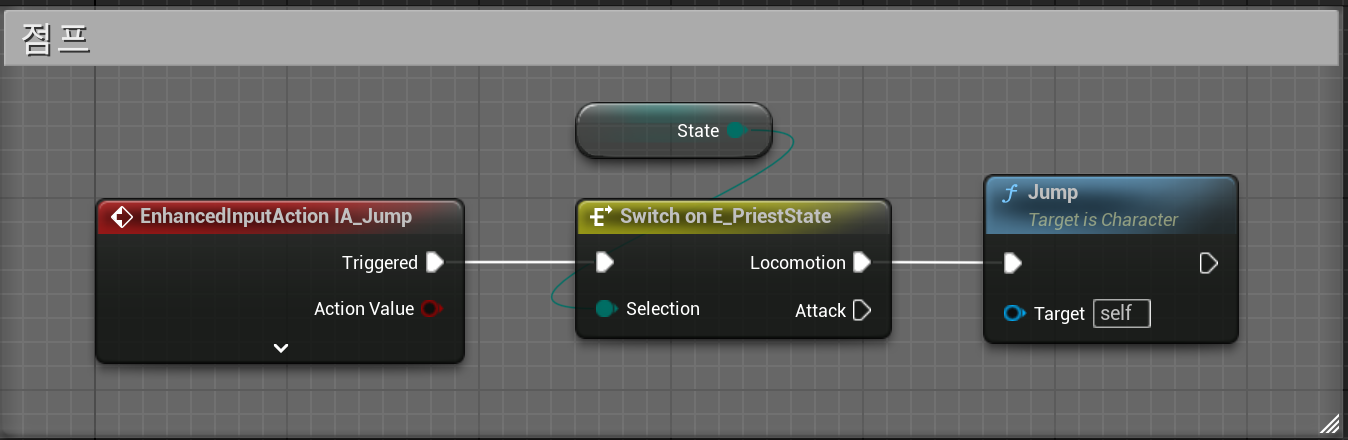 점프
State
EnhancedInputAction IA_Jump
Triggered
Action Value
Switch on E_PriestState
Locomotion
Selection
Attack
Jump
Target is Character
Target self